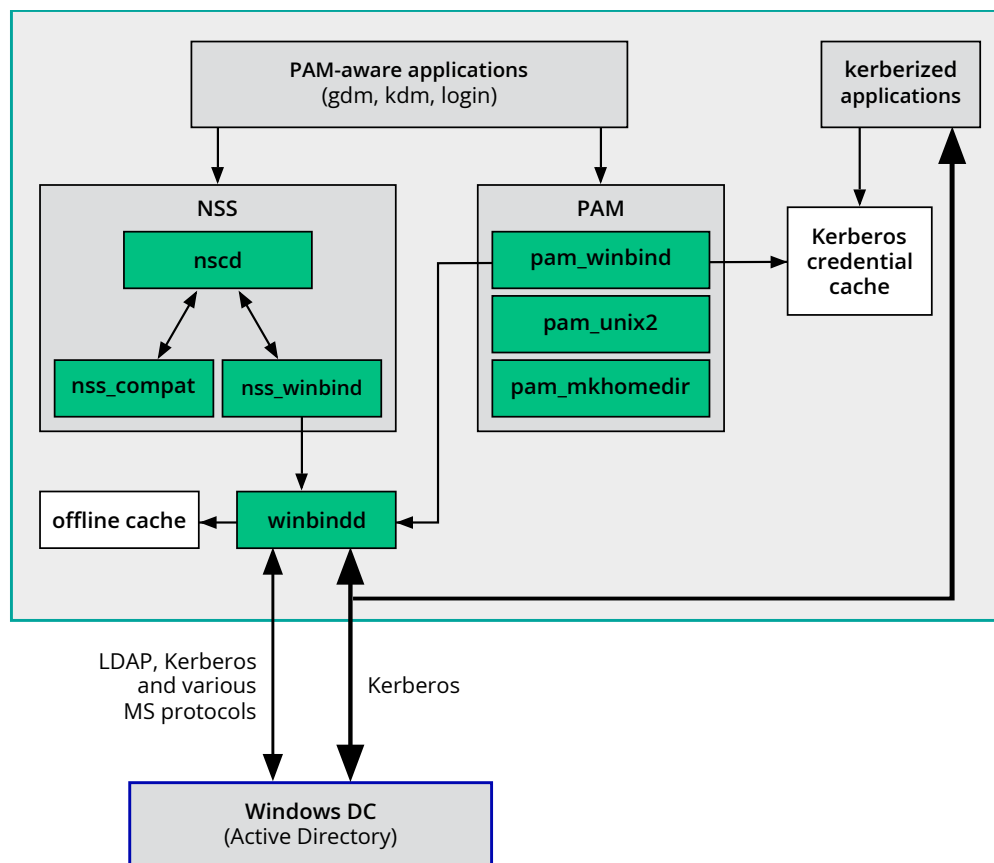 PAM-aware applications
(gdm, kdm, login)
kerberized
applications
NSS
PAM
nscd
pam_winbind
Kerberos
credential
cache
pam_unix2
nss_compat
nss_winbind
pam_mkhomedir
offline cache
winbindd
LDAP, Kerberos
and various
MS protocols
Kerberos
Windows DC
(Active Directory)